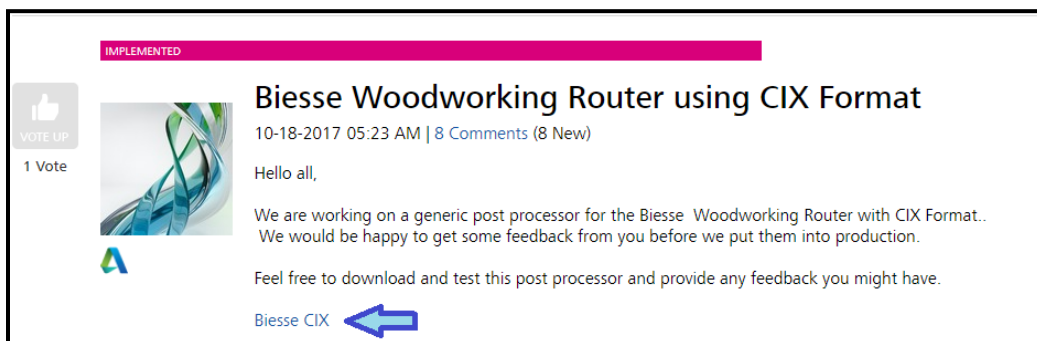 IMPLEMENTED
VOTE UP
1 Vote
Biesse Woodworking Router using CIX Format
10-18-2017 05:23 AM | 8 Comments (8 New)
Hello all,
We are working on a generic post processor for the Biesse  Woodworking Router with CIX Format..
We would be happy to get some feedback from you before we put them into production.
Feel free to download and test this post processor and provide any feedback you might have.
Biesse CIX